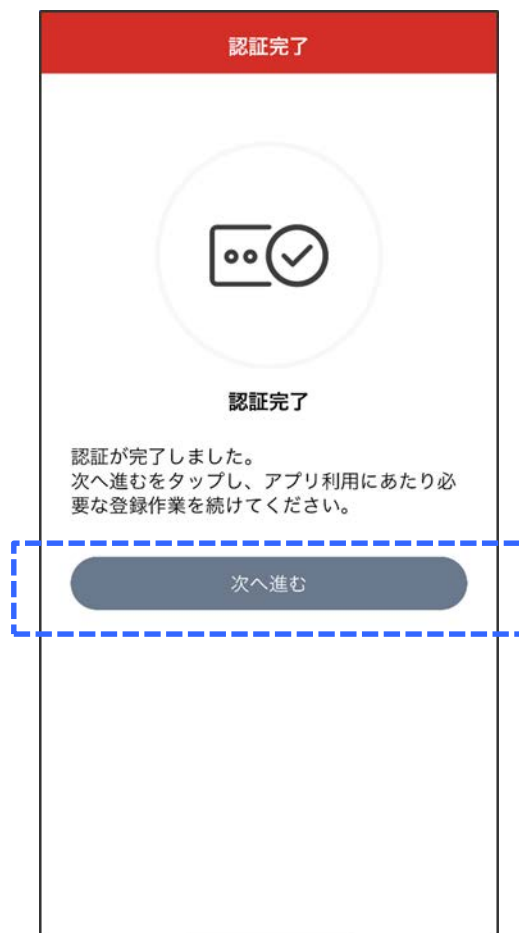 認証完了
認証完了
認証が完了しました。
次へ進むをタップし、アプリ利用にあたり必
要な登録作業を続けてください。
次へ進む